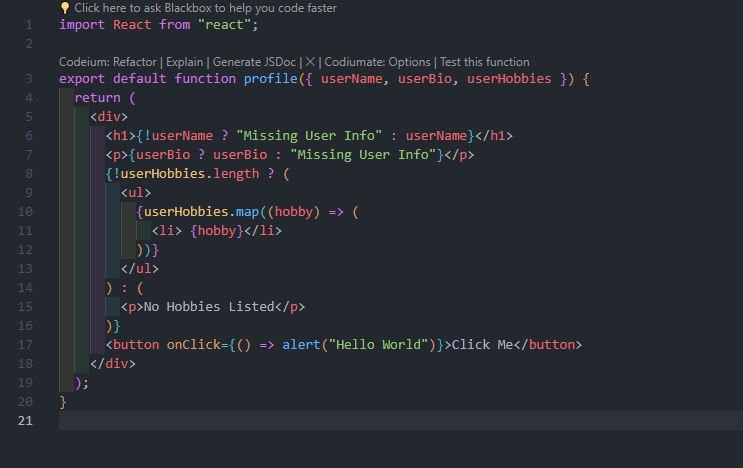 💡 Click here to ask Blackbox to help you code faster
1 import React from "react";
2
Codeium: Refactor | Explain | Generate JSDoc | X | Codiumate: Options | Test this function
3 export default function profile({ userName, userBio, userHobbies }) {
4   return (
5     <div>
6       <h1>{!userName ? "Missing User Info" : userName}</h1>
7       <p>{userBio ? userBio : "Missing User Info"}</p>
8       {!userHobbies.length ? (
9         <ul>
10           {userHobbies.map((hobby) => (
11             <li> {hobby}</li>
12           ))}
13         </ul>
14       ) : (
15         <p>No Hobbies Listed</p>
16       )}
17       <button onClick={() => alert("Hello World")}>Click Me</button>
18     </div>
19   );
20 }
21